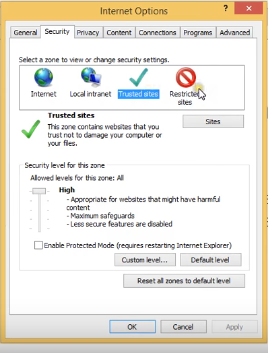 Internet Options
? ×
General Security Privacy Content Connections Programs Advanced
Select a zone to view or change security settings.
Internet Local intranet Trusted sites Restricted
sites
Trusted sites
This zone contains websites that you
trust not to damage your computer or
your files.
Sites
Security level for this zone
Allowed levels for this zone: All
High
- Appropriate for websites that might have harmful
content
- Maximum safeguards
- Less secure features are disabled
Enable Protected Mode (requires restarting Internet Explorer)
Custom level... Default level
Reset all zones to default level
OK Cancel Apply